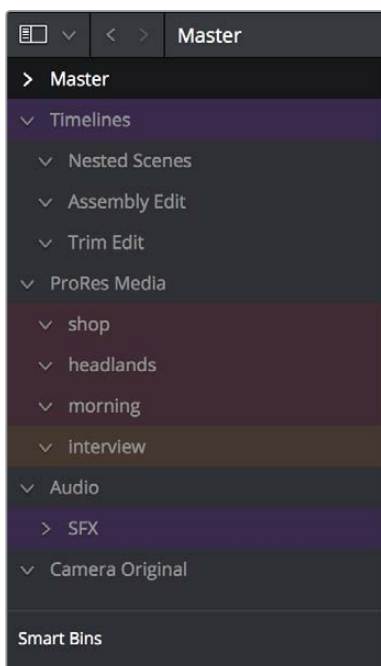 Master
Master
Timelines
Nested Scenes
Assembly Edit
Trim Edit
ProRes Media
shop
headlands
morning
interview
Audio
SFX
Camera Original
Smart Bins